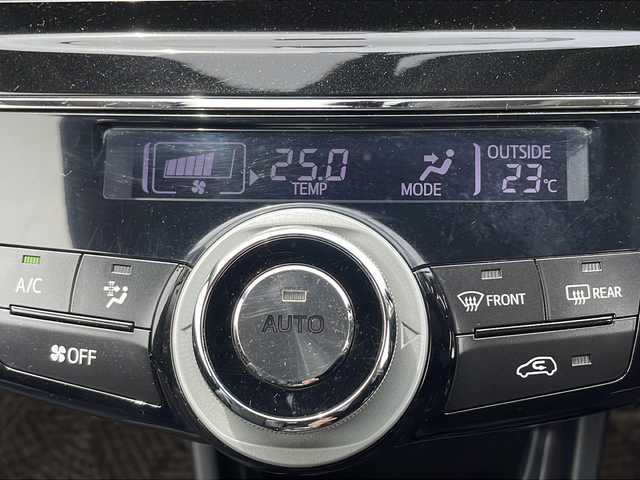 25.0
TEMP
MODE
OUTSIDE
23°C
A/C
OFF
AUTO
FRONT
REAR